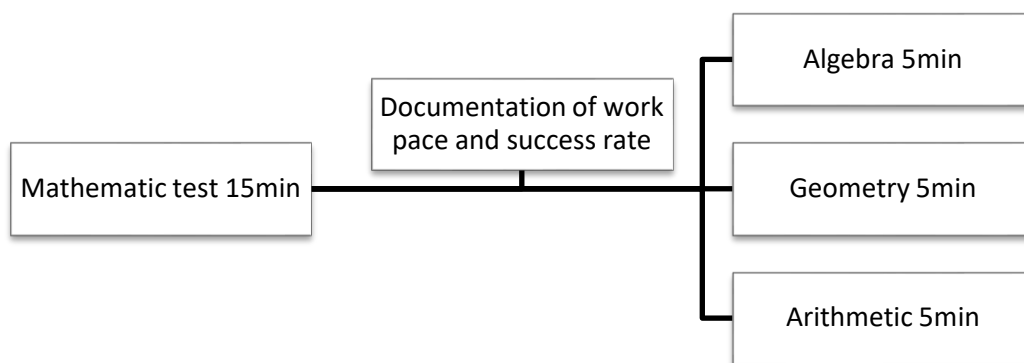 Mathematic test 15min
Documentation of work
pace and success rate
Algebra 5min
Geometry 5min
Arithmetic 5min